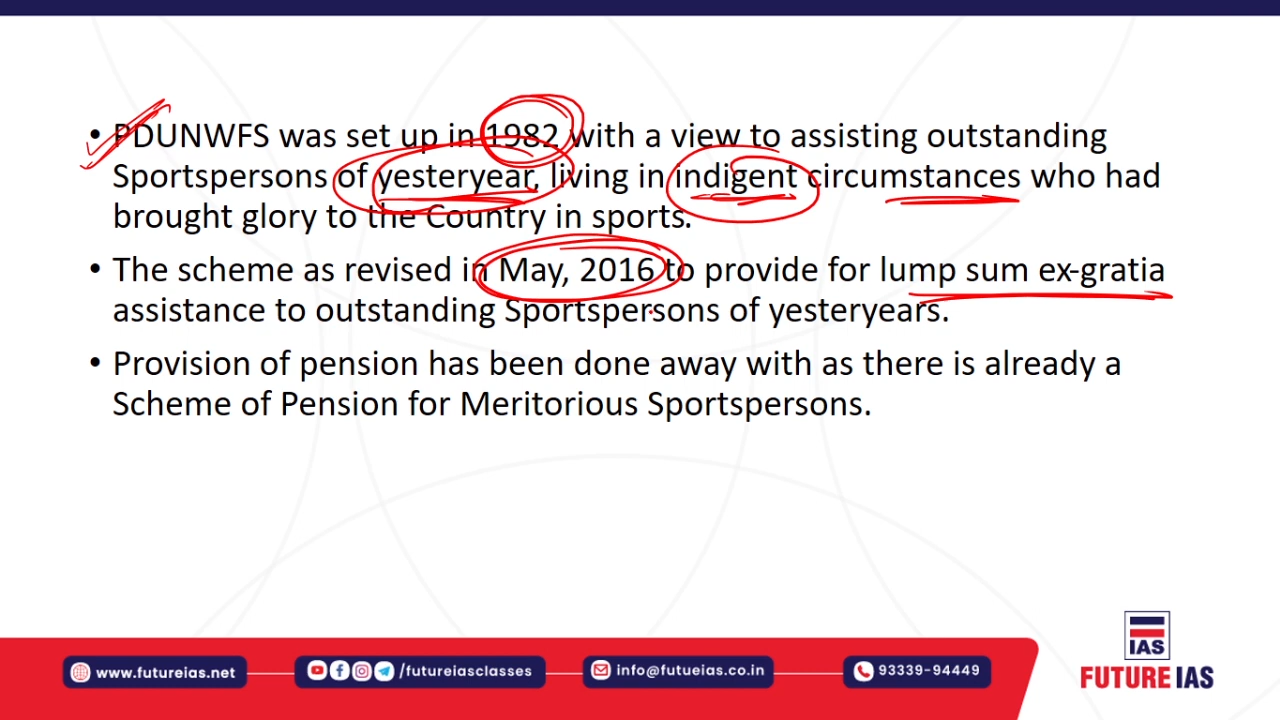 • PDUNWFS was set up in 1982 with a view to assisting outstanding
Sportspersons of yesteryear, living in indigent circumstances who had
brought glory to the Country in sports.
• The scheme as revised in May, 2016 to provide for lump sum ex-gratia
assistance to outstanding Sportspersons of yesteryears.
• Provision of pension has been done away with as there is already a
Scheme of Pension for Meritorious Sportspersons.
IAS
FUTURE IAS
www.futureias.net
/futureiasclasses
info@futueias.co.in
93339-94449